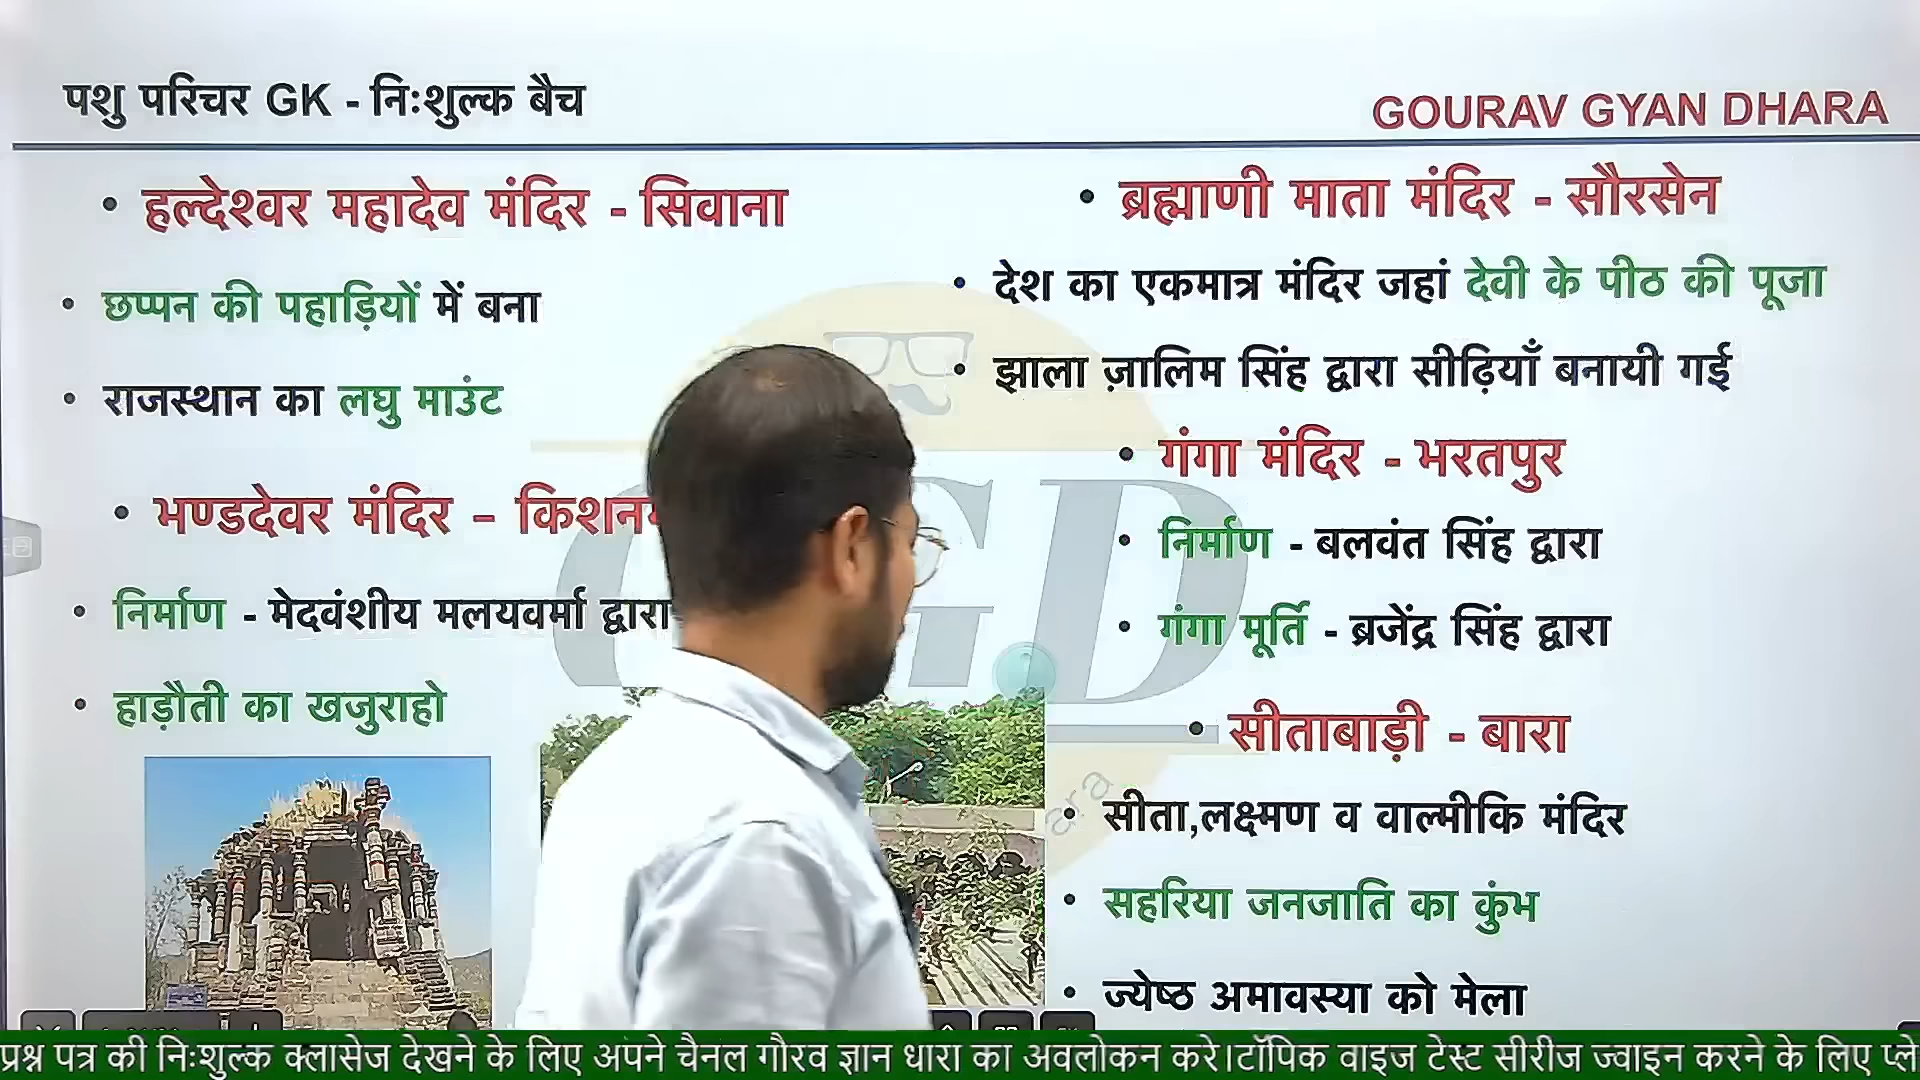 पशु परिचर GK - निःशुल्क बैच
GOURAV GYAN DHARA
• हल्देश्वर महादेव मंदिर - सिवाना
• छप्पन की पहाड़ियों में बना
• राजस्थान का लघु माउंट
• भण्डदेवर मंदिर –
• निर्माण - मेदवंशीय मलयवर्मा द्वारा
• हाड़ौती का खजुराहो
• ब्रह्माणी माता मंदिर - सौरसेन
• देश का एकमात्र मंदिर जहां देवी के पीठ की पूजा
• झाला ज़ालिम सिंह द्वारा सीढ़ियाँ बनायी गई
• गंगा मंदिर - भरतपुर
• निर्माण - बलवंत सिंह द्वारा
• गंगा मूर्ति - ब्रजेंद्र सिंह द्वारा
• सीताबाड़ी - बारा
• सीता,लक्ष्मण व वाल्मीकि मंदिर
• सहरिया जनजाति का कुंभ
• ज्येष्ठ अमावस्या को मेला
प्रश्न पत्र की निःशुल्क क्लासेज देखने के लिए अपने चैनल गौरव ज्ञान धारा का अवलोकन करे।टॉपिक वाइज टेस्ट सीरीज ज्वाइन करने के लिए